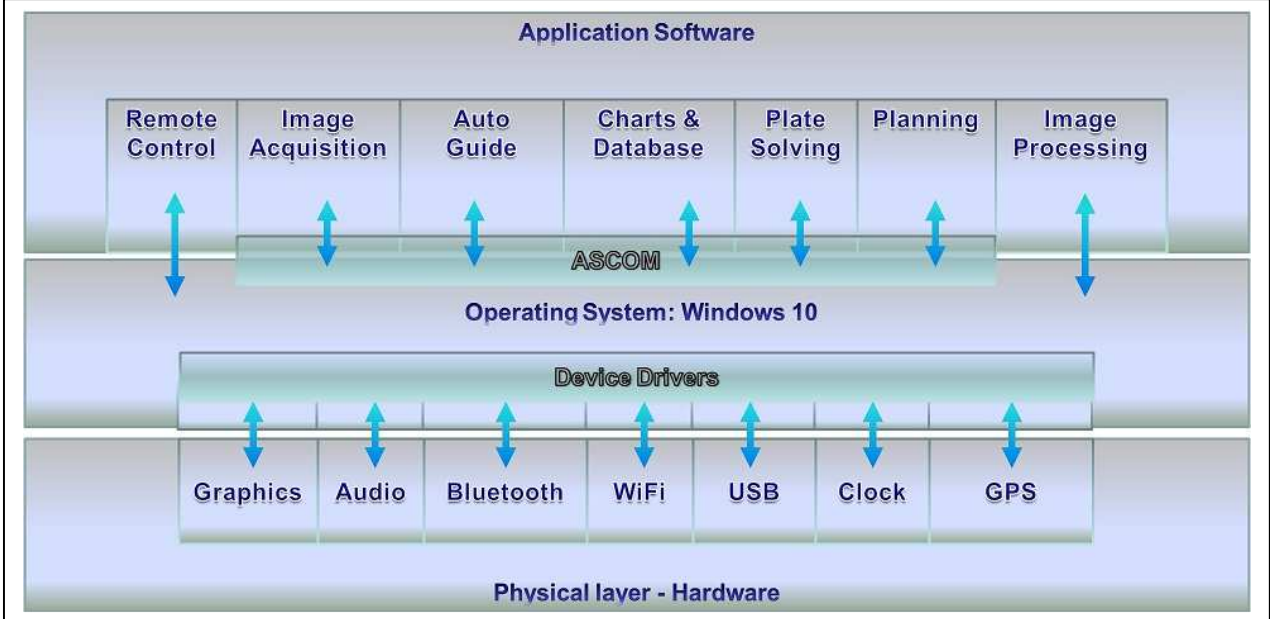 Application Software
Remote
Control
Image
Acquisition
Auto
Guide
Charts &
Database
Plate
Solving
Planning
Image
Processing
ASCOM
Operating System: Windows 10
Device Drivers
Graphics
Audio
Bluetooth
WiFi
USB
Clock
GPS
Physical layer - Hardware